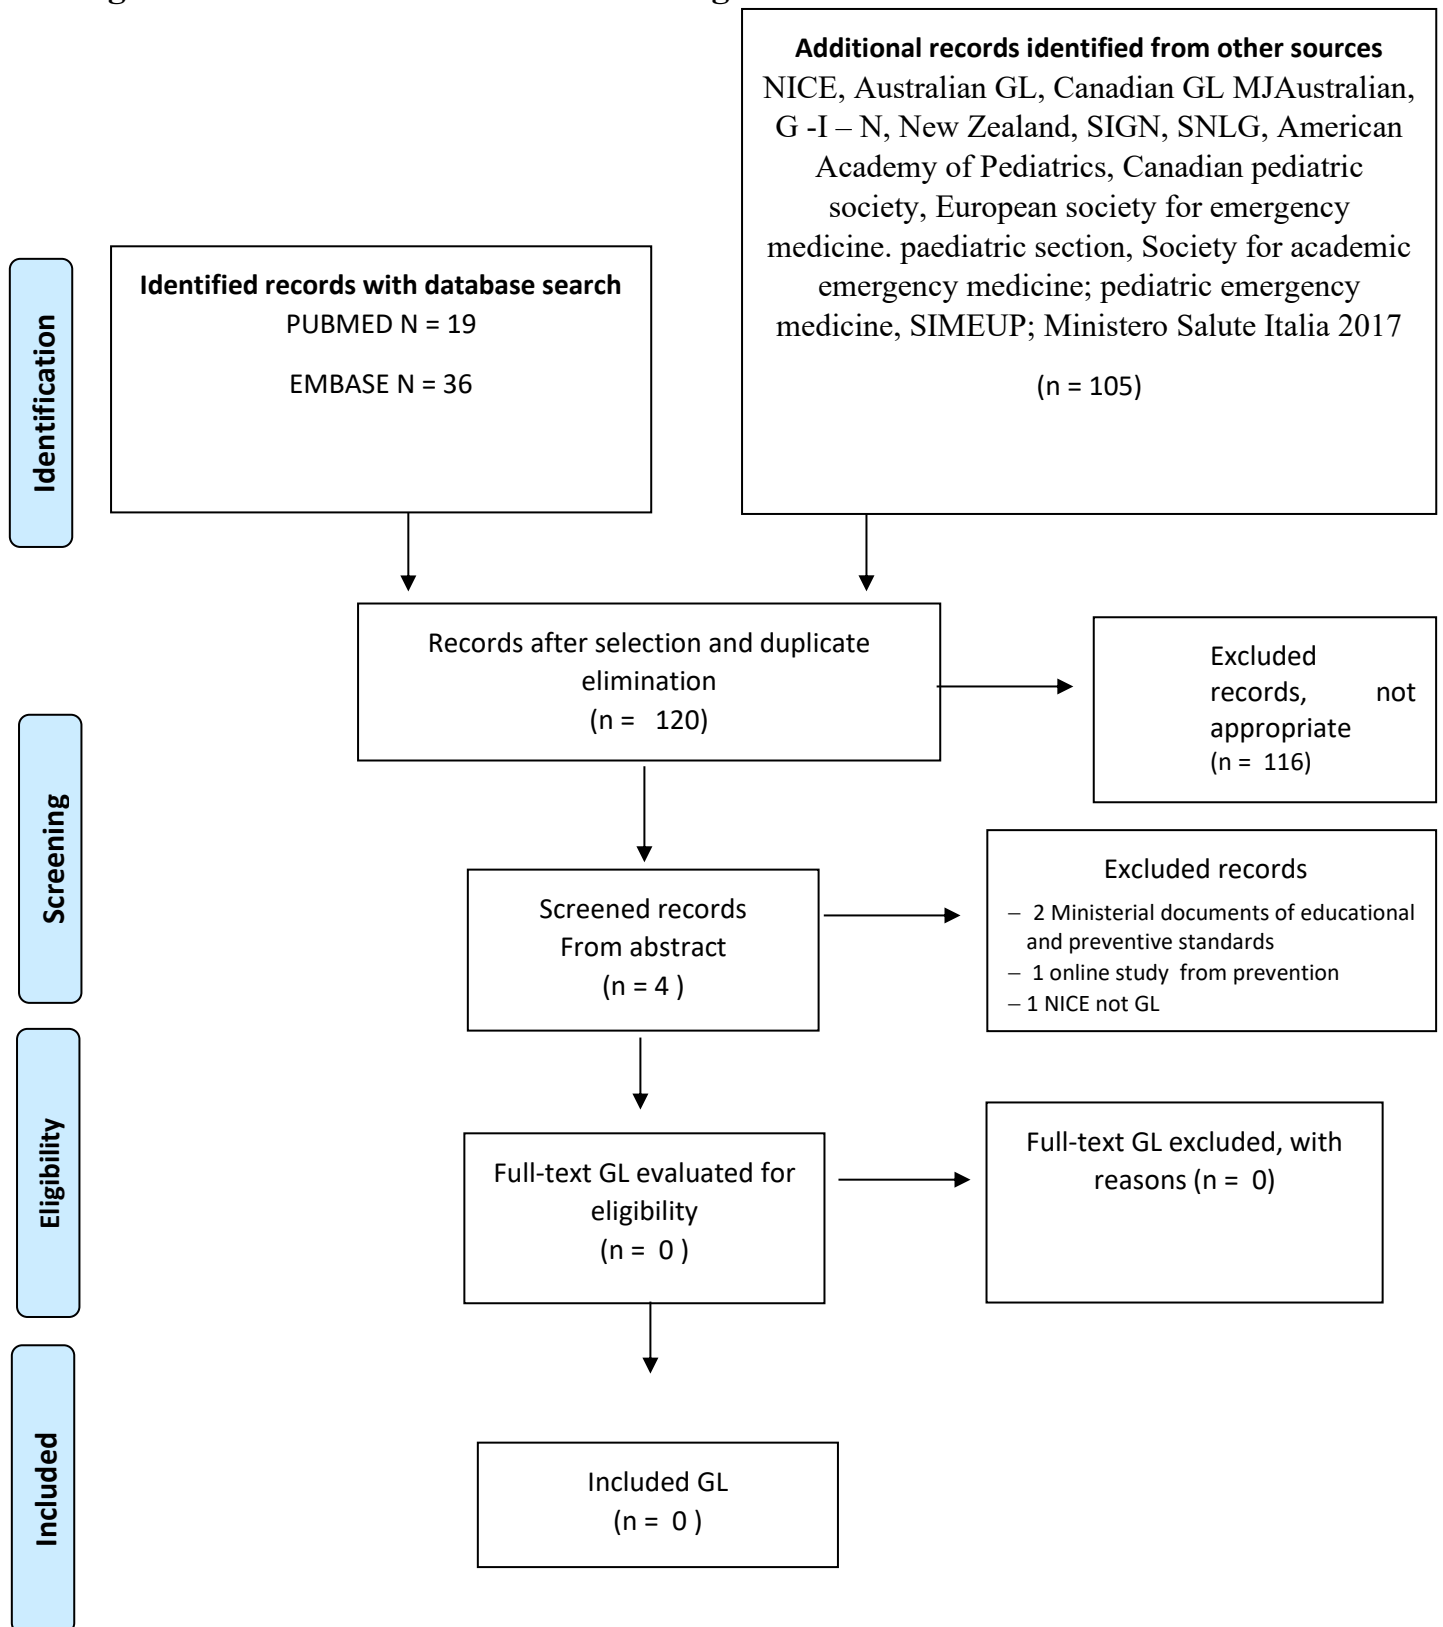 Identification
Identified records with database search
PUBMED N = 19
EMBASE N = 36
Additional records identified from other sources
NICE, Australian GL, Canadian GL MJAustralian,
G -I – N, New Zealand, SIGN, SNLG, American
Academy of Pediatrics, Canadian pediatric
society, European society for emergency
medicine. paediatric section, Society for academic
emergency medicine; pediatric emergency
medicine, SIMEUP; Ministero Salute Italia 2017
(n = 105)
Records after selection and duplicate
elimination
(n = 120)
Excluded
records, not
appropriate
(n = 116)
Screening
Screened records
From abstract
(n = 4 )
Excluded records
– 2 Ministerial documents of educational
and preventive standards
– 1 online study from prevention
– 1 NICE not GL
Eligibility
Full-text GL evaluated for
eligibility
(n = 0 )
Full-text GL excluded, with
reasons (n = 0)
Included
Included GL
(n = 0 )